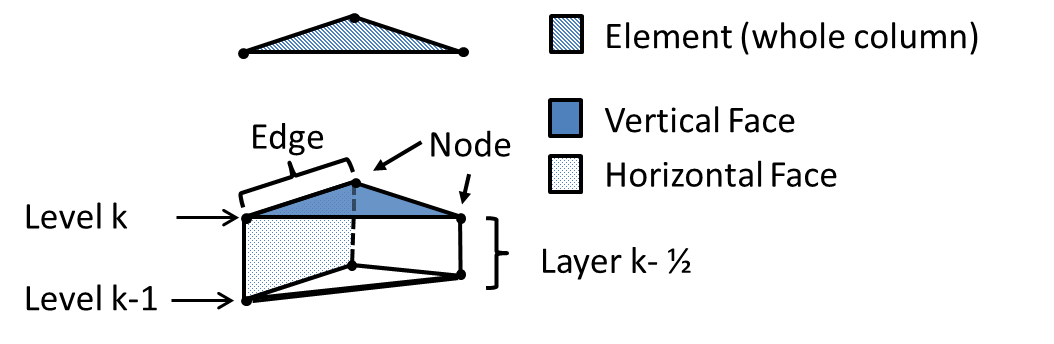 Element (whole column)
Vertical Face
Edge
Node
Horizontal Face
Level k
Layer k- ½
Level k-1